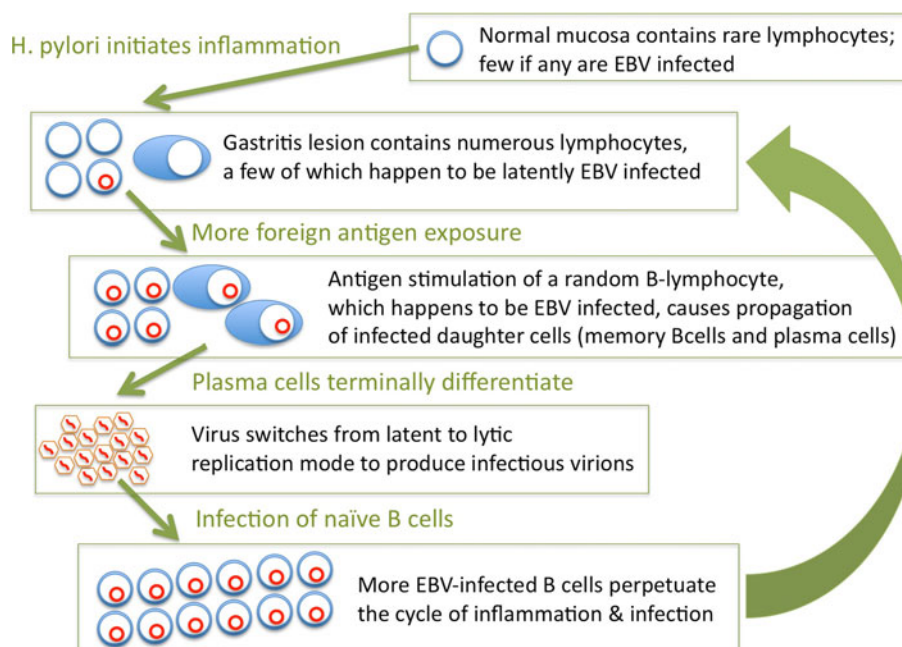 H. pylori initiates inflammation
Normal mucosa contains rare lymphocytes;
few if any are EBV infected
Gastritis lesion contains numerous lymphocytes,
a few of which happen to be latently EBV infected
More foreign antigen exposure
Antigen stimulation of a random B-lymphocyte,
which happens to be EBV infected, causes propagation
of infected daughter cells (memory Bcells and plasma cells)
Plasma cells terminally differentiate
Virus switches from latent to lytic
replication mode to produce infectious virions
Infection of naïve B cells
More EBV-infected B cells perpetuate
the cycle of inflammation & infection